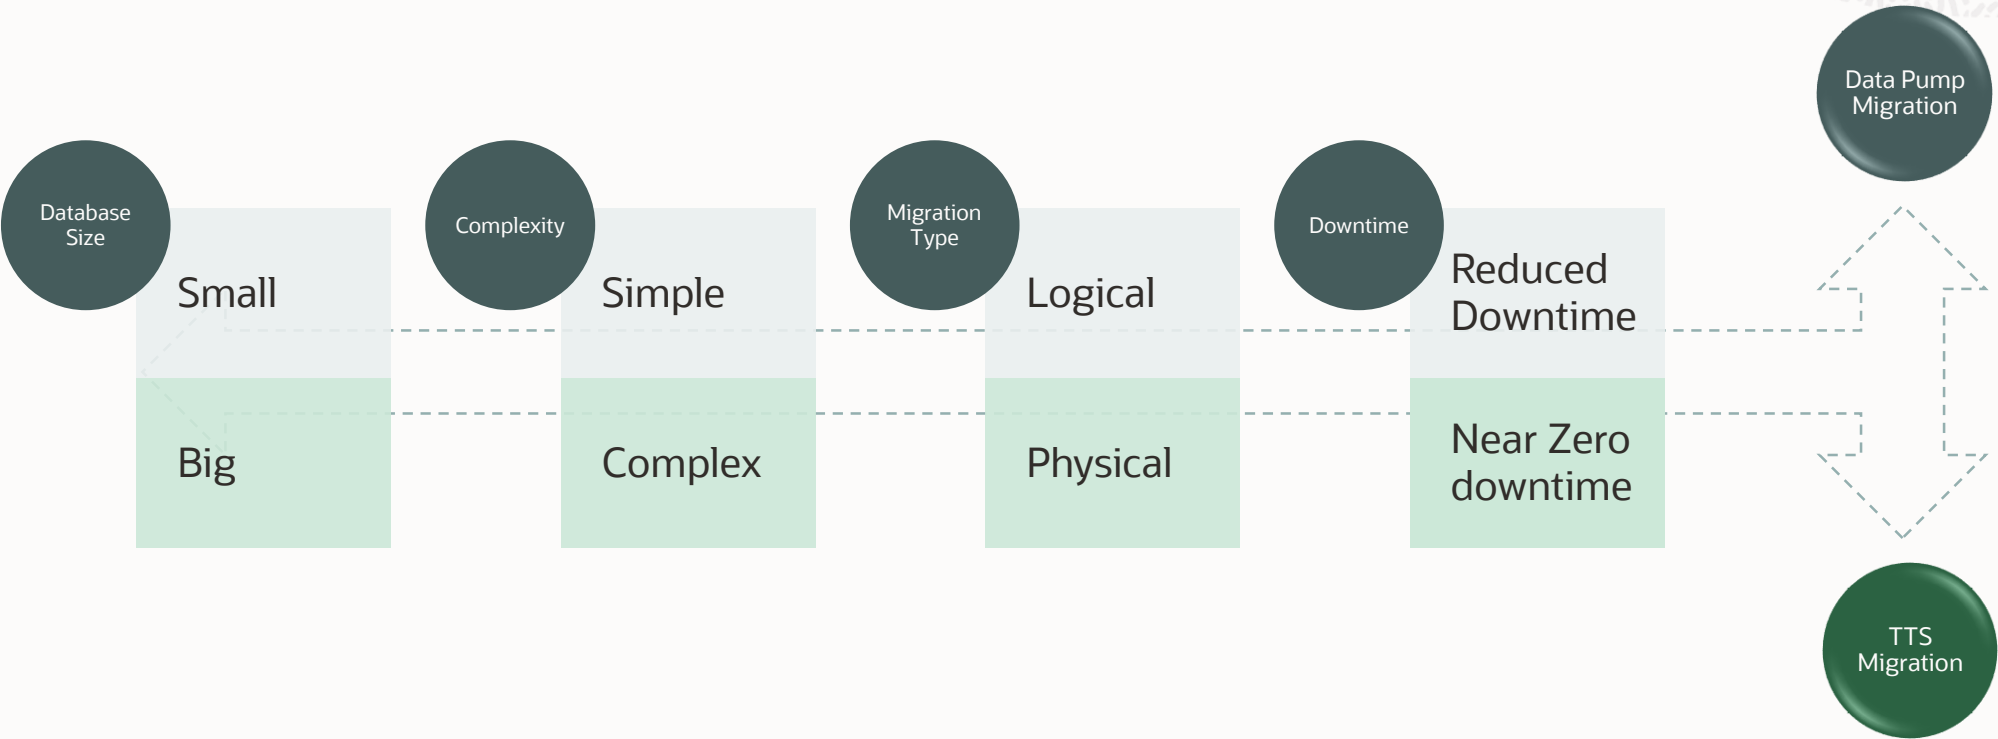 Data Pump
Migration
Database
Size
Small
Big
Complexity
Simple
Complex
Migration
Type
Logical
Physical
Downtime
Reduced
Downtime
Near Zero
downtime
TTS
Migration